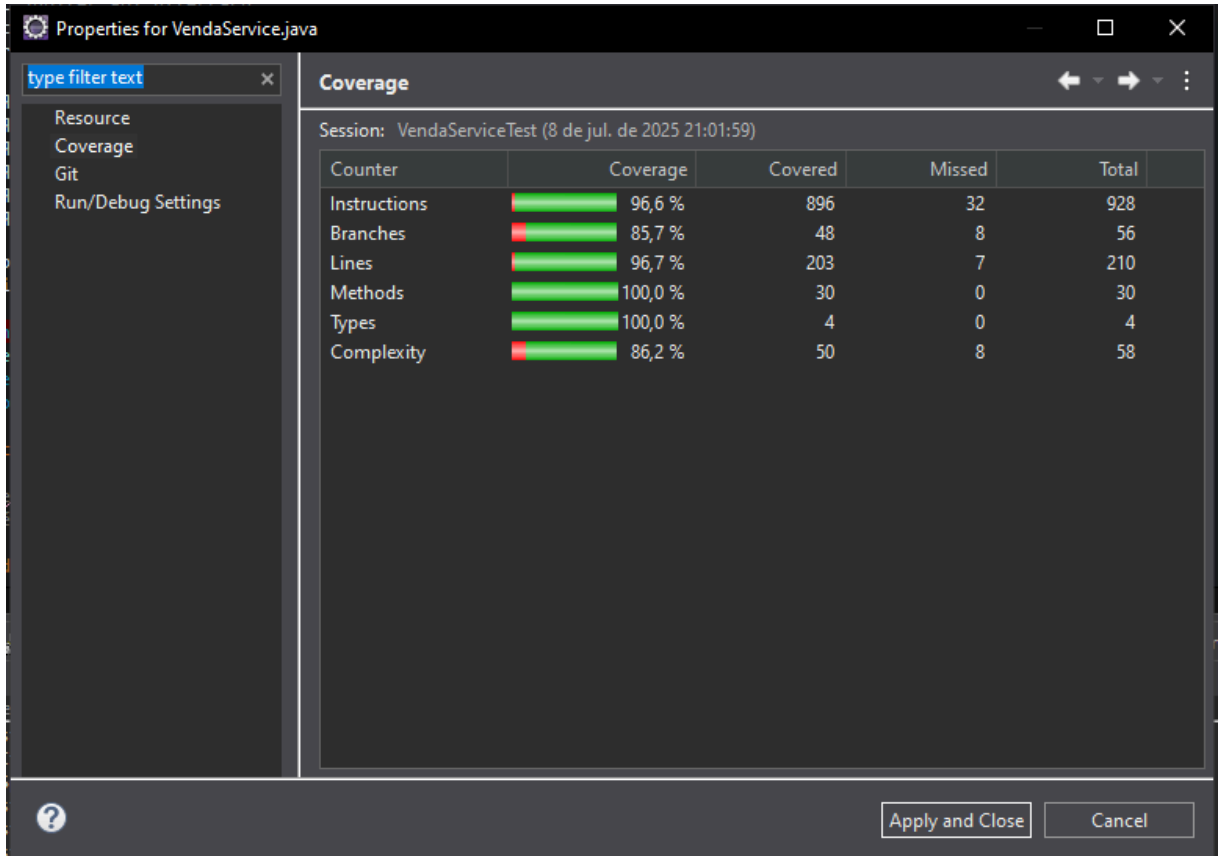 Properties for VendaService.java
type filter text
Resource
Coverage
Git
Run/Debug Settings
Coverage
Session: VendaServiceTest (8 de jul. de 2025 21:01:59)
Counter Coverage Covered Missed Total
Instructions 96,6 % 896 32 928
Branches 85,7 % 48 8 56
Lines 96,7 % 203 7 210
Methods 100,0 % 30 0 30
Types 100,0 % 4 0 4
Complexity 86,2 % 50 8 58
Apply and Close Cancel